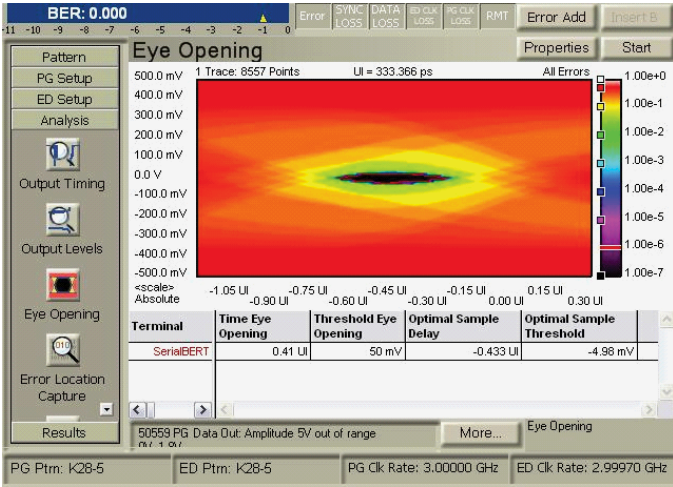 BER: 0.000
-11 -10 -9 -8 -7 -6 -5 -4 -3 -2 -1 0
Error
SYNC LOSS
DATA LOSS
ED CLK LOSS
PG CLK LOSS
RMT
Error Add
Insert B
Pattern
PG Setup
ED Setup
Analysis
Output Timing
Output Levels
Eye Opening
Error Location Capture
Results
Eye Opening
Properties
Start
1 Trace: 8557 Points
UI = 333.366 ps
All Errors
500.0 mV
400.0 mV
300.0 mV
200.0 mV
100.0 mV
0.0 V
-100.0 mV
-200.0 mV
-300.0 mV
-400.0 mV
-500.0 mV
1.00e+0
1.00e-1
1.00e-2
1.00e-3
1.00e-4
1.00e-5
1.00e-6
1.00e-7
<scale>
Absolute
-1.05 UI -0.75 UI -0.45 UI -0.15 UI 0.15 UI
-0.90 UI -0.60 UI -0.30 UI 0.00 UI 0.30 UI
Terminal Time Eye Opening Threshold Eye Opening Optimal Sample Delay Optimal Sample Threshold
SerialBERT 0.41 UI 50 mV -0.433 UI -4.98 mV
50559 PG Data Out: Amplitude 5V out of range
More...
Eye Opening
PG Ptrn: K28-5
ED Ptrn: K28-5
PG Clk Rate: 3.00000 GHz
ED Clk Rate: 2.99970 GHz